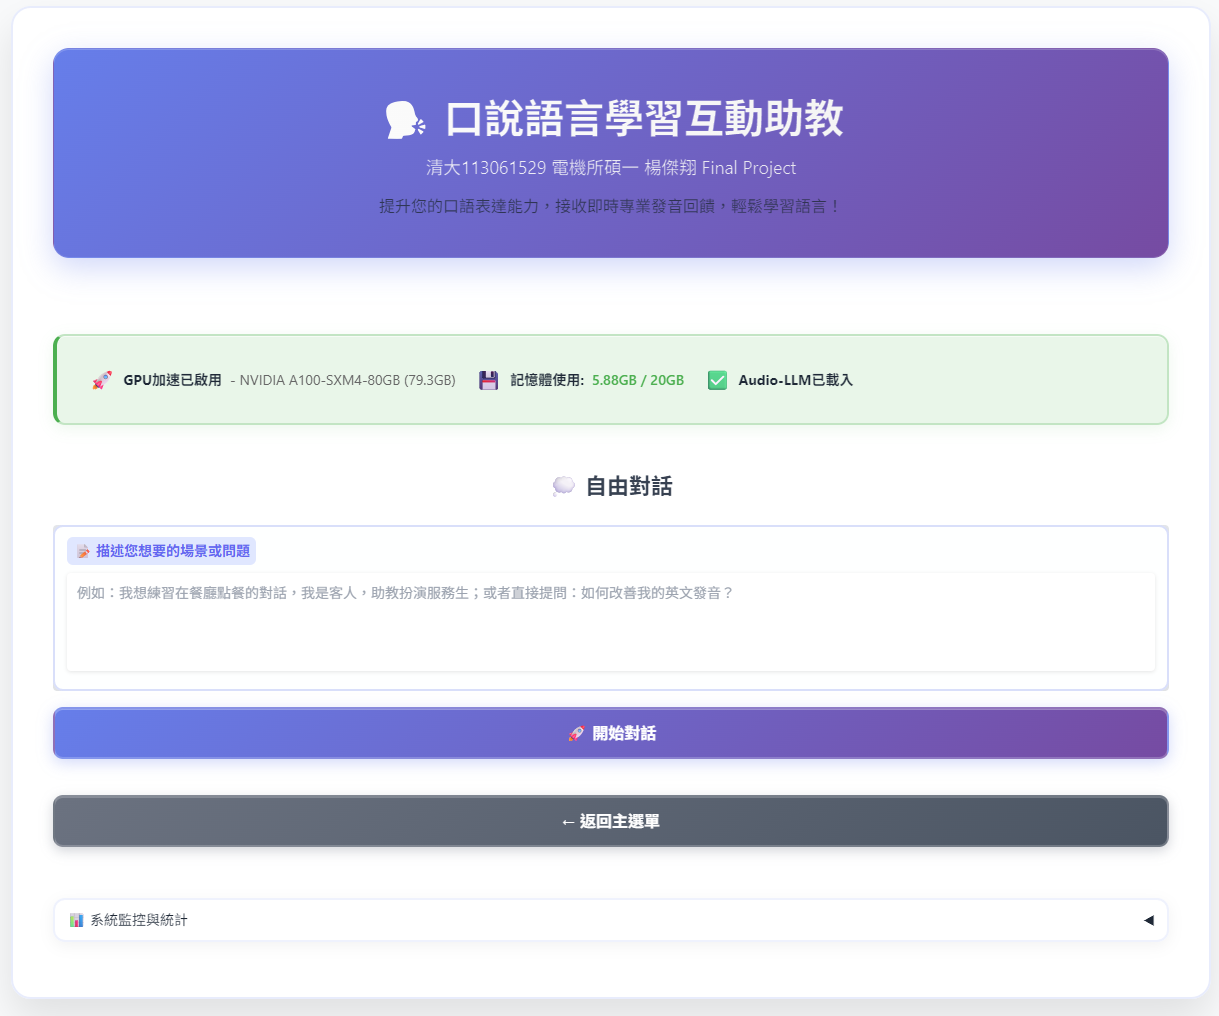 🗣️ 口說語言學習互動助教
清大113061529 電機所碩一 楊傑翔 Final Project
提升您的口語表達能力，接收即時專業發音回饋，輕鬆學習語言！
🚀 GPU加速已啟用 - NVIDIA A100-SXM4-80GB (79.3GB) 💾 記憶體使用: 5.88GB / 20GB ✅ Audio-LLM已載入
💭 自由對話
📝 描述您想要的場景或問題
例如：我想練習在餐廳點餐的對話，我是客人，助教扮演服務生；或者直接提問：如何改善我的英文發音？
🚀 開始對話
← 返回主選單
📊 系統監控與統計 ◀